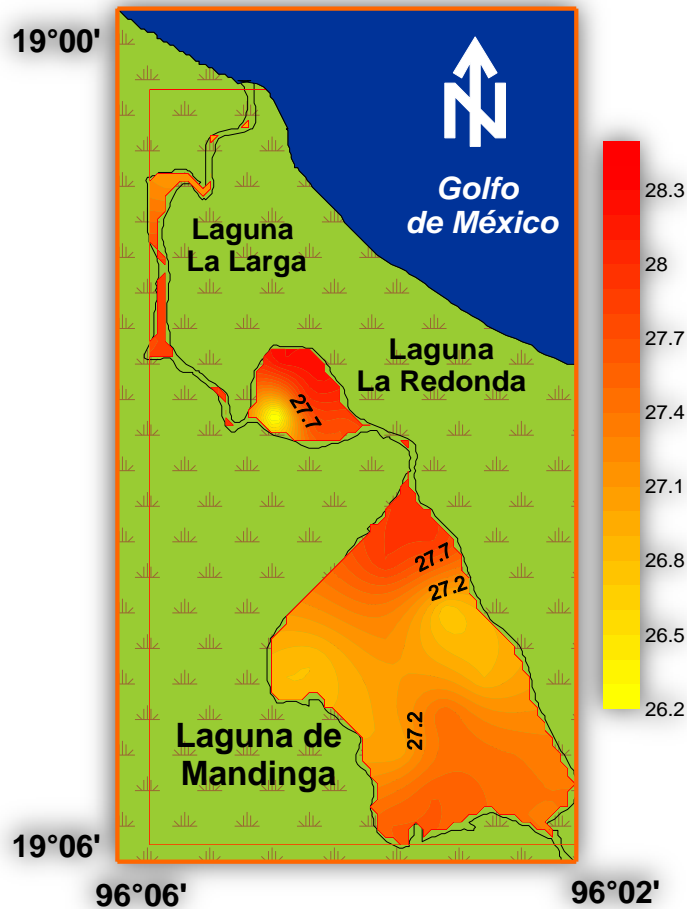 19°00'
N
Golfo
de México
Laguna
La Larga
Laguna
La Redonda
27.7
27.7
27.2
27.2
Laguna de
Mandinga
28.3
28
27.7
27.4
27.1
26.8
26.5
26.2
19°06'
96°06'
96°02'